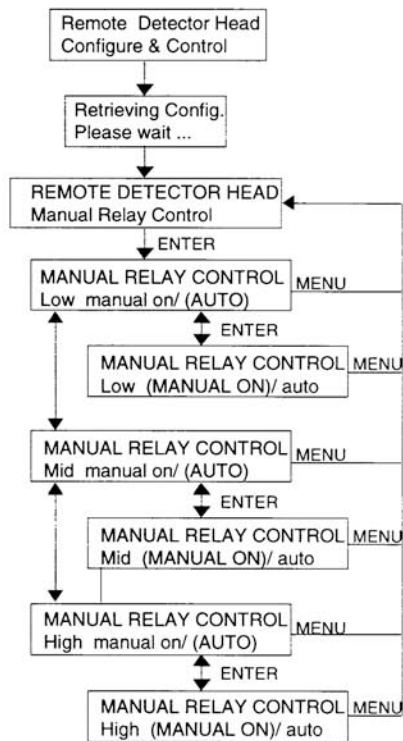 Remote Detector Head
Configure & Control
Retrieving Config.
Please wait ...
REMOTE DETECTOR HEAD
Manual Relay Control
ENTER
MANUAL RELAY CONTROL
Low manual on/ (AUTO)
MENU
ENTER
MANUAL RELAY CONTROL
Low (MANUAL ON)/ auto
MENU
MANUAL RELAY CONTROL
Mid manual on/ (AUTO)
MENU
ENTER
MANUAL RELAY CONTROL
Mid (MANUAL ON)/ auto
MENU
MANUAL RELAY CONTROL
High manual on/ (AUTO)
MENU
ENTER
MANUAL RELAY CONTROL
High (MANUAL ON)/ auto
MENU